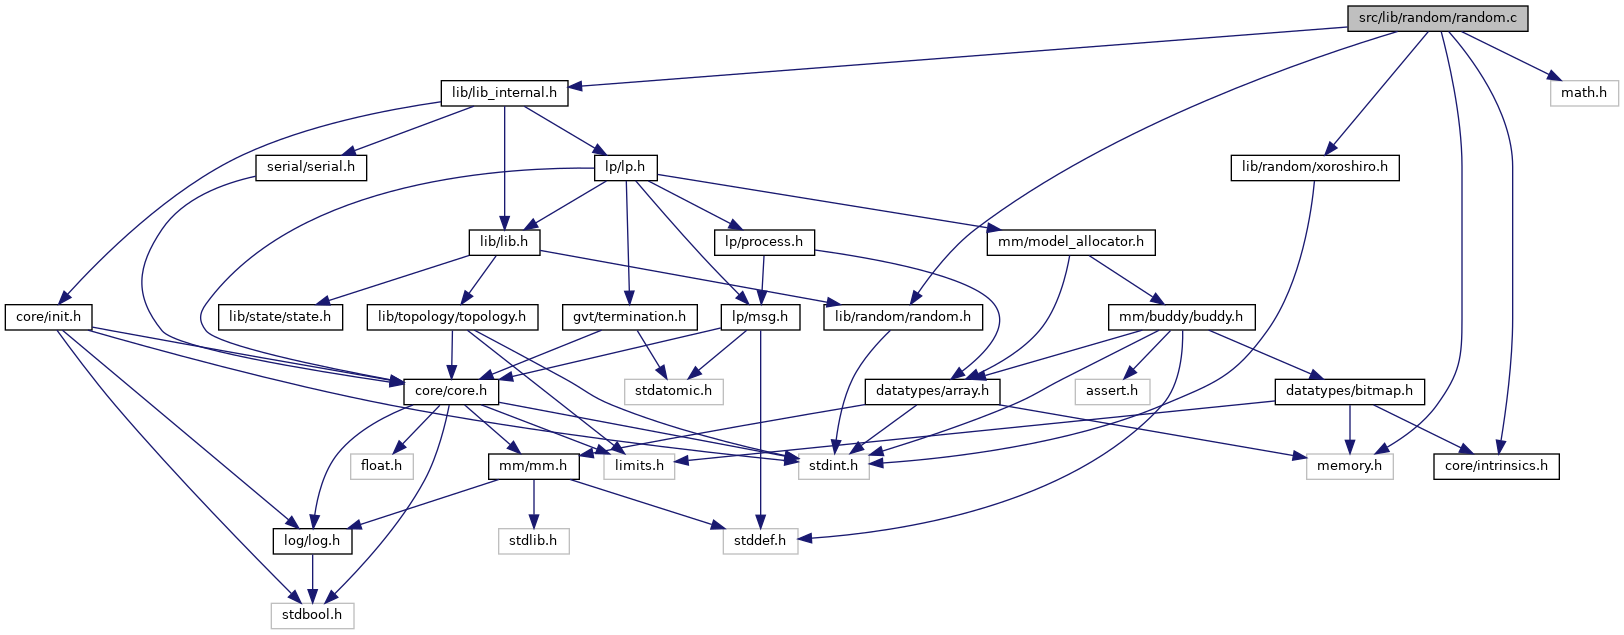 src/lib/random/random.c
lib/lib_internal.h
math.h
serial/serial.h
lp/lp.h
lib/random/xoroshiro.h
lib/lib.h
lp/process.h
mm/model_allocator.h
core/init.h
lib/state/state.h
lib/topology/topology.h
gvt/termination.h
lp/msg.h
lib/random/random.h
mm/buddy/buddy.h
core/core.h
stdatomic.h
datatypes/array.h
assert.h
datatypes/bitmap.h
float.h
mm/mm.h
limits.h
stdint.h
memory.h
core/intrinsics.h
log/log.h
stdlib.h
stddef.h
stdbool.h